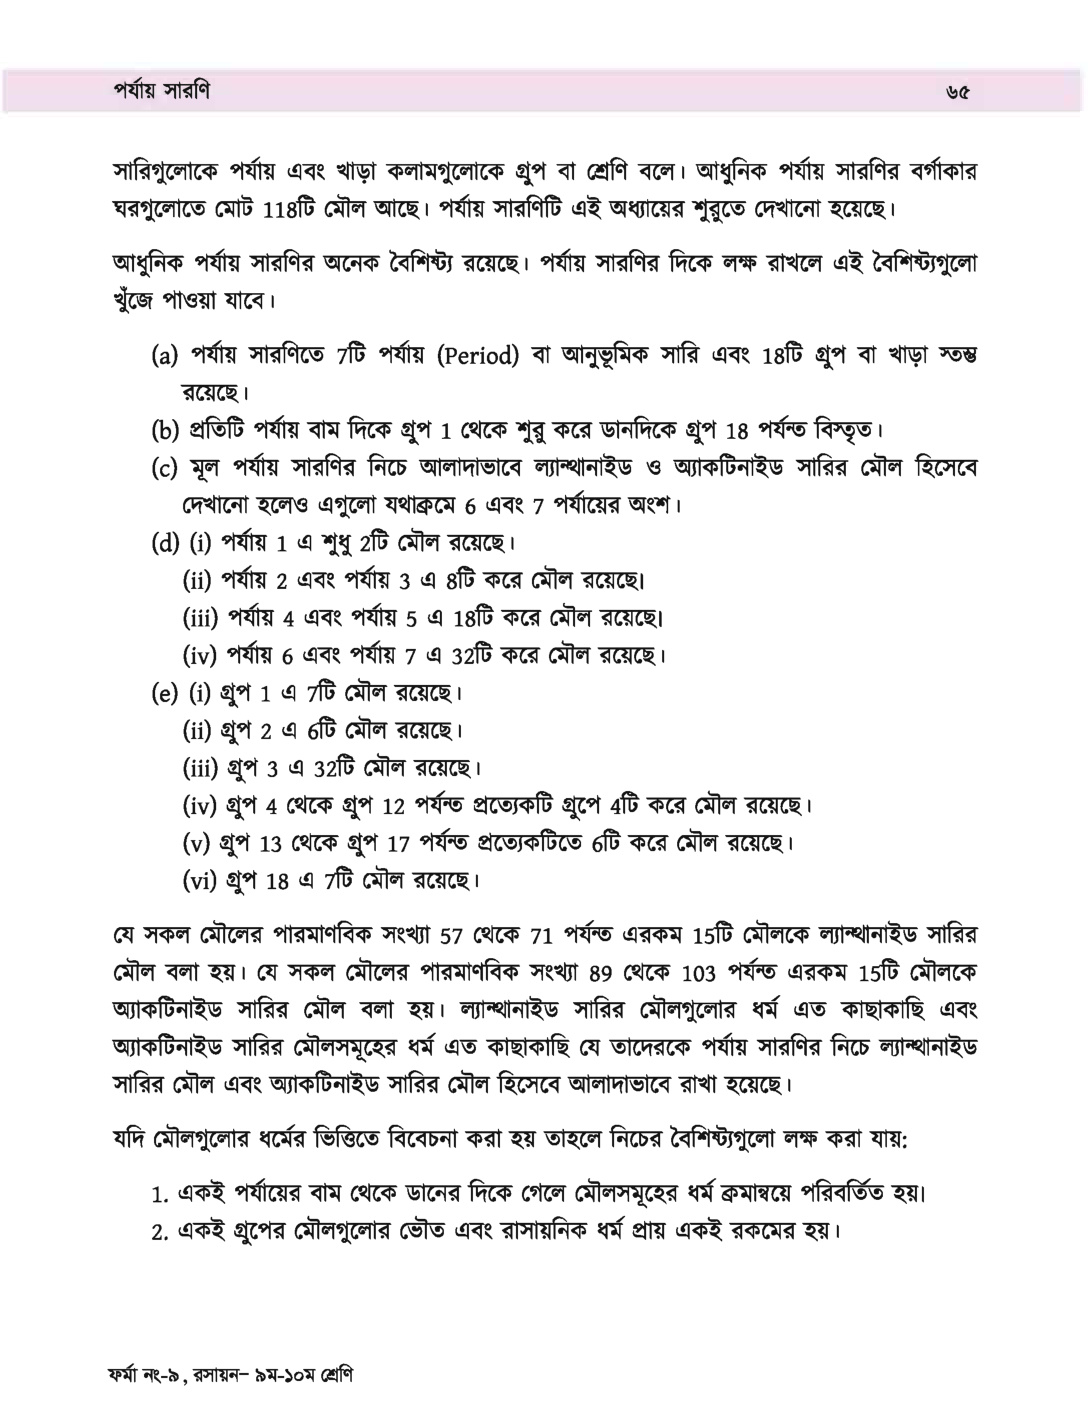 পর্যায় সারণি ৬৫
সারিগুলোকে পর্যায় এবং খাড়া কলামগুলোকে গ্রুপ বা শ্রেণি বলে। আধুনিক পর্যায় সারণির বর্গাকার
ঘরগুলোতে মোট 118টি মৌল আছে। পর্যায় সারণিটি এই অধ্যায়ের শুরুতে দেখানো হয়েছে।
আধুনিক পর্যায় সারণির অনেক বৈশিষ্ট্য রয়েছে। পর্যায় সারণির দিকে লক্ষ রাখলে এই বৈশিষ্ট্যগুলো
খুঁজে পাওয়া যাবে।
(a) পর্যায় সারণিতে 7টি পর্যায় (Period) বা আনুভূমিক সারি এবং 18টি গ্রুপ বা খাড়া স্তম্ভ
রয়েছে।
(b) প্রতিটি পর্যায় বাম দিকে গ্রুপ 1 থেকে শুরু করে ডানদিকে গ্রুপ 18 পর্যন্ত বিস্তৃত।
(c) মূল পর্যায় সারণির নিচে আলাদাভাবে ল্যান্থানাইড ও অ্যাকটিনাইড সারির মৌল হিসেবে
দেখানো হলেও এগুলো যথাক্রমে 6 এবং 7 পর্যায়ের অংশ।
(d) (i) পর্যায় 1 এ শুধু 2টি মৌল রয়েছে।
(ii) পর্যায় 2 এবং পর্যায় 3 এ 8টি করে মৌল রয়েছে।
(iii) পর্যায় 4 এবং পর্যায় 5 এ 18টি করে মৌল রয়েছে।
(iv) পর্যায় 6 এবং পর্যায় 7 এ 32টি করে মৌল রয়েছে।
(e) (i) গ্রুপ 1 এ 7টি মৌল রয়েছে।
(ii) গ্রুপ 2 এ 6টি মৌল রয়েছে।
(iii) গ্রুপ 3 এ 32টি মৌল রয়েছে।
(iv) গ্রুপ 4 থেকে গ্রুপ 12 পর্যন্ত প্রত্যেকটি গ্রুপে 4টি করে মৌল রয়েছে।
(v) গ্রুপ 13 থেকে গ্রুপ 17 পর্যন্ত প্রত্যেকটিতে 6টি করে মৌল রয়েছে।
(vi) গ্রুপ 18 এ 7টি মৌল রয়েছে।
যে সকল মৌলের পারমাণবিক সংখ্যা 57 থেকে 71 পর্যন্ত এরকম 15টি মৌলকে ল্যান্থানাইড সারির
মৌল বলা হয়। যে সকল মৌলের পারমাণবিক সংখ্যা 89 থেকে 103 পর্যন্ত এরকম 15টি মৌলকে
অ্যাকটিনাইড সারির মৌল বলা হয়। ল্যান্থানাইড সারির মৌলগুলোর ধর্ম এত কাছাকাছি এবং
অ্যাকটিনাইড সারির মৌলসমূহের ধর্ম এত কাছাকাছি যে তাদেরকে পর্যায় সারণির নিচে ল্যান্থানাইড
সারির মৌল এবং অ্যাকটিনাইড সারির মৌল হিসেবে আলাদাভাবে রাখা হয়েছে।
যদি মৌলগুলোর ধর্মের ভিত্তিতে বিবেচনা করা হয় তাহলে নিচের বৈশিষ্ট্যগুলো লক্ষ করা যায়:
1. একই পর্যায়ের বাম থেকে ডানের দিকে গেলে মৌলসমূহের ধর্ম ক্রমান্বয়ে পরিবর্তিত হয়।
2. একই গ্রুপের মৌলগুলোর ভৌত এবং রাসায়নিক ধর্ম প্রায় একই রকমের হয়।
ফর্মা নং-৯, রসায়ন– ৯ম-১০ম শ্রেণি